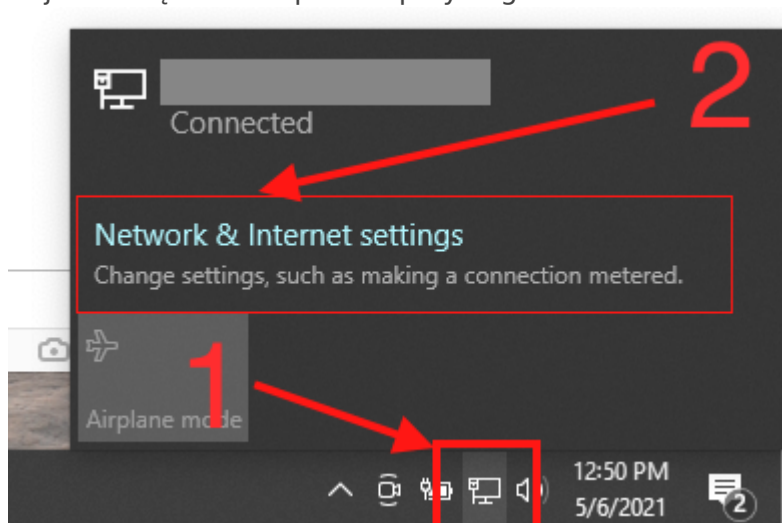 2
Connected
Network & Internet settings
Change settings, such as making a connection metered.
1
Airplane mode
12:50 PM
5/6/2021
2